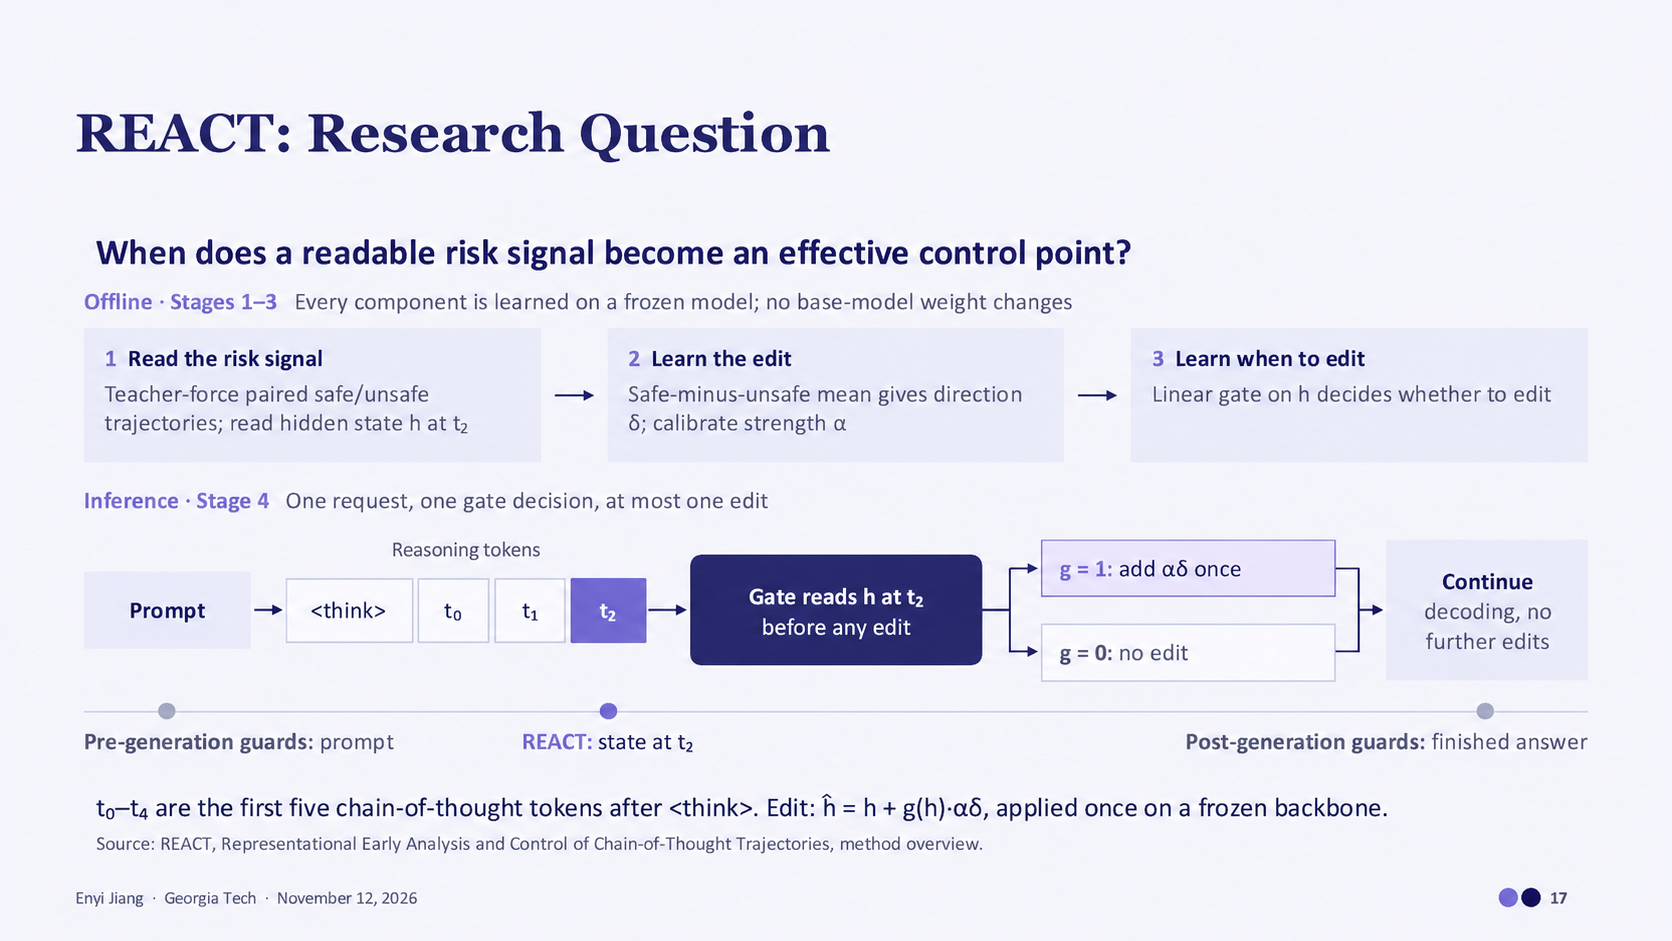 REACT: Research Question
When does a readable risk signal become an effective control point?
Offline · Stages 1–3 Every component is learned on a frozen model; no base-model weight changes
1 Read the risk signal
Teacher-force paired safe/unsafe
trajectories; read hidden state h at t₂
2 Learn the edit
Safe-minus-unsafe mean gives direction
δ; calibrate strength α
3 Learn when to edit
Linear gate on h decides whether to edit
Inference · Stage 4 One request, one gate decision, at most one edit
Reasoning tokens
Prompt
<think>
t₀
t₁
t₂
Gate reads h at t₂
before any edit
g = 1: add αδ once
g = 0: no edit
Continue
decoding, no
further edits
Pre-generation guards: prompt
REACT: state at t₂
Post-generation guards: finished answer
t₀–t₄ are the first five chain-of-thought tokens after <think>. Edit: ĥ = h + g(h)·αδ, applied once on a frozen backbone.
Source: REACT, Representational Early Analysis and Control of Chain-of-Thought Trajectories, method overview.
Enyi Jiang · Georgia Tech · November 12, 2026
17